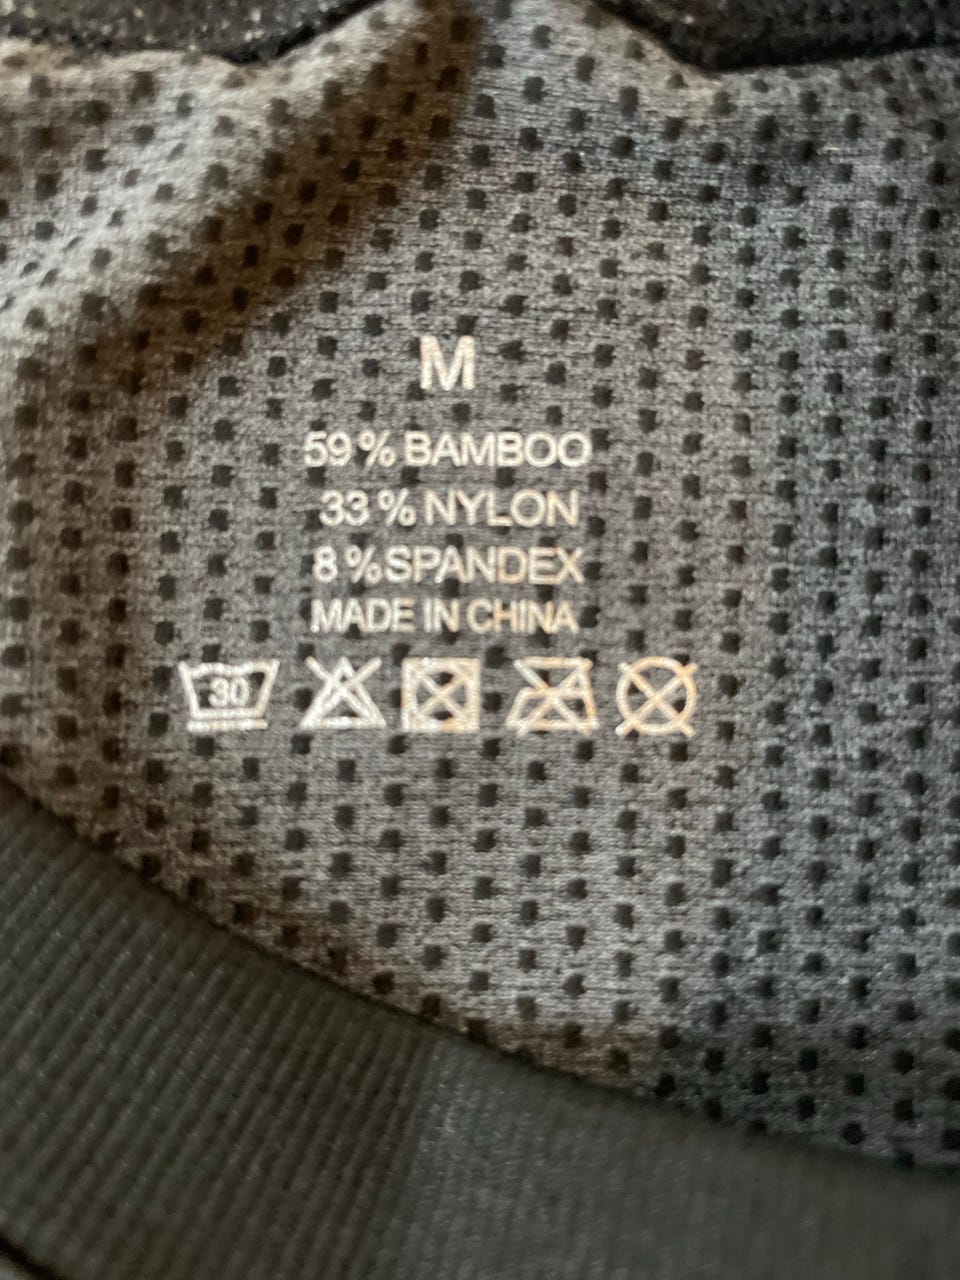 M
59 % BAMBOO
33 % NYLON
8 % SPANDEX
MADE IN CHINA
30